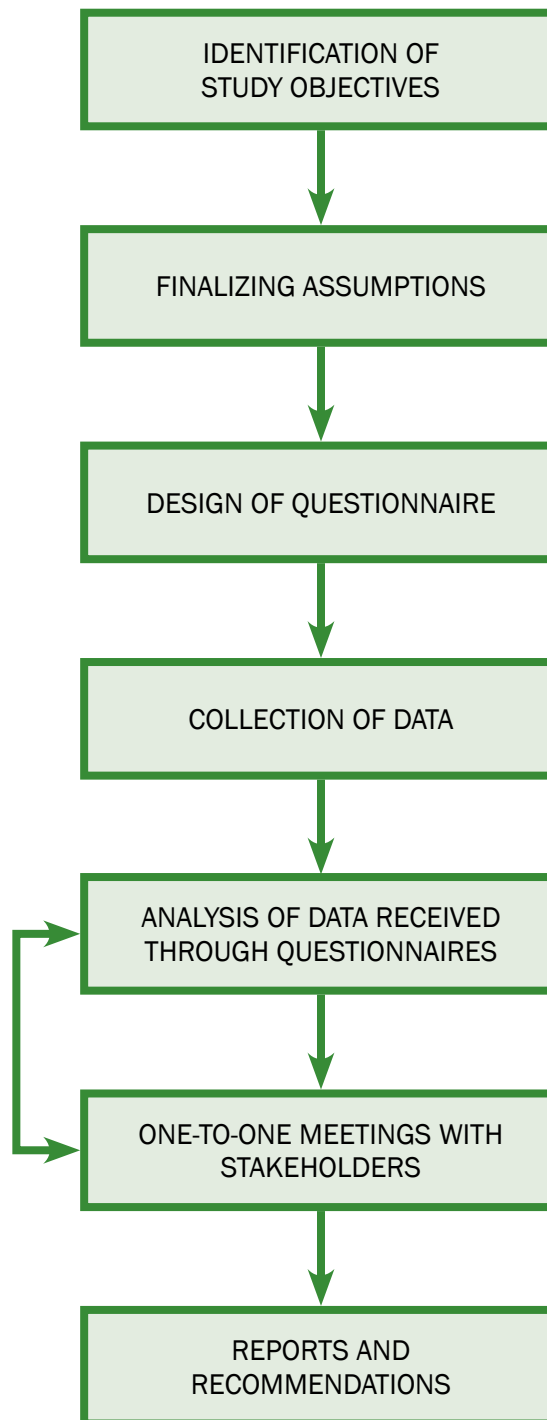 IDENTIFICATION OF
STUDY OBJECTIVES
FINALIZING ASSUMPTIONS
DESIGN OF QUESTIONNAIRE
COLLECTION OF DATA
ANALYSIS OF DATA RECEIVED
THROUGH QUESTIONNAIRES
ONE-TO-ONE MEETINGS WITH
STAKEHOLDERS
REPORTS AND
RECOMMENDATIONS